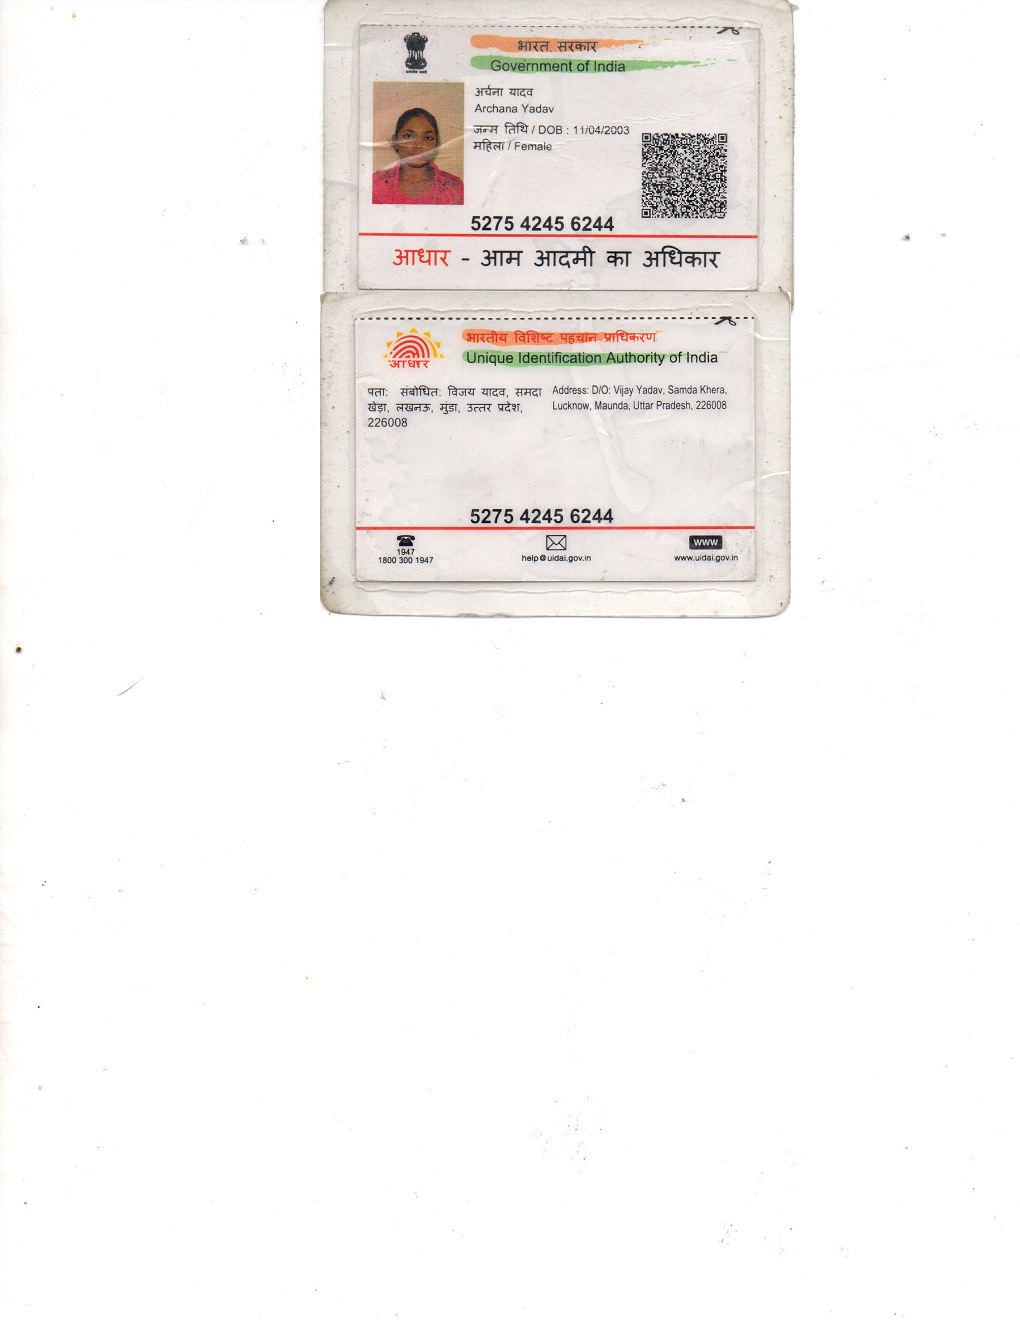 भारत सरकार
Government of India
अर्चना यादव
Archana Yadav
जन्म तिथि / DOB : 11/04/2003
महिला / Female
5275 4245 6244
आधार - आम आदमी का अधिकार
भारतीय विशिष्ट पहचान प्राधिकरण
Unique Identification Authority of India
आधार
पता: संबोधित: विजय यादव, समदा
खेड़ा, लखनऊ, मुंडा, उत्तर प्रदेश,
226008
Address: D/O: Vijay Yadav, Samda Khera,
Lucknow, Maunda, Uttar Pradesh, 226008
5275 4245 6244
1947
1800 300 1947
help@uidai.gov.in
WWW
www.uidai.gov.in